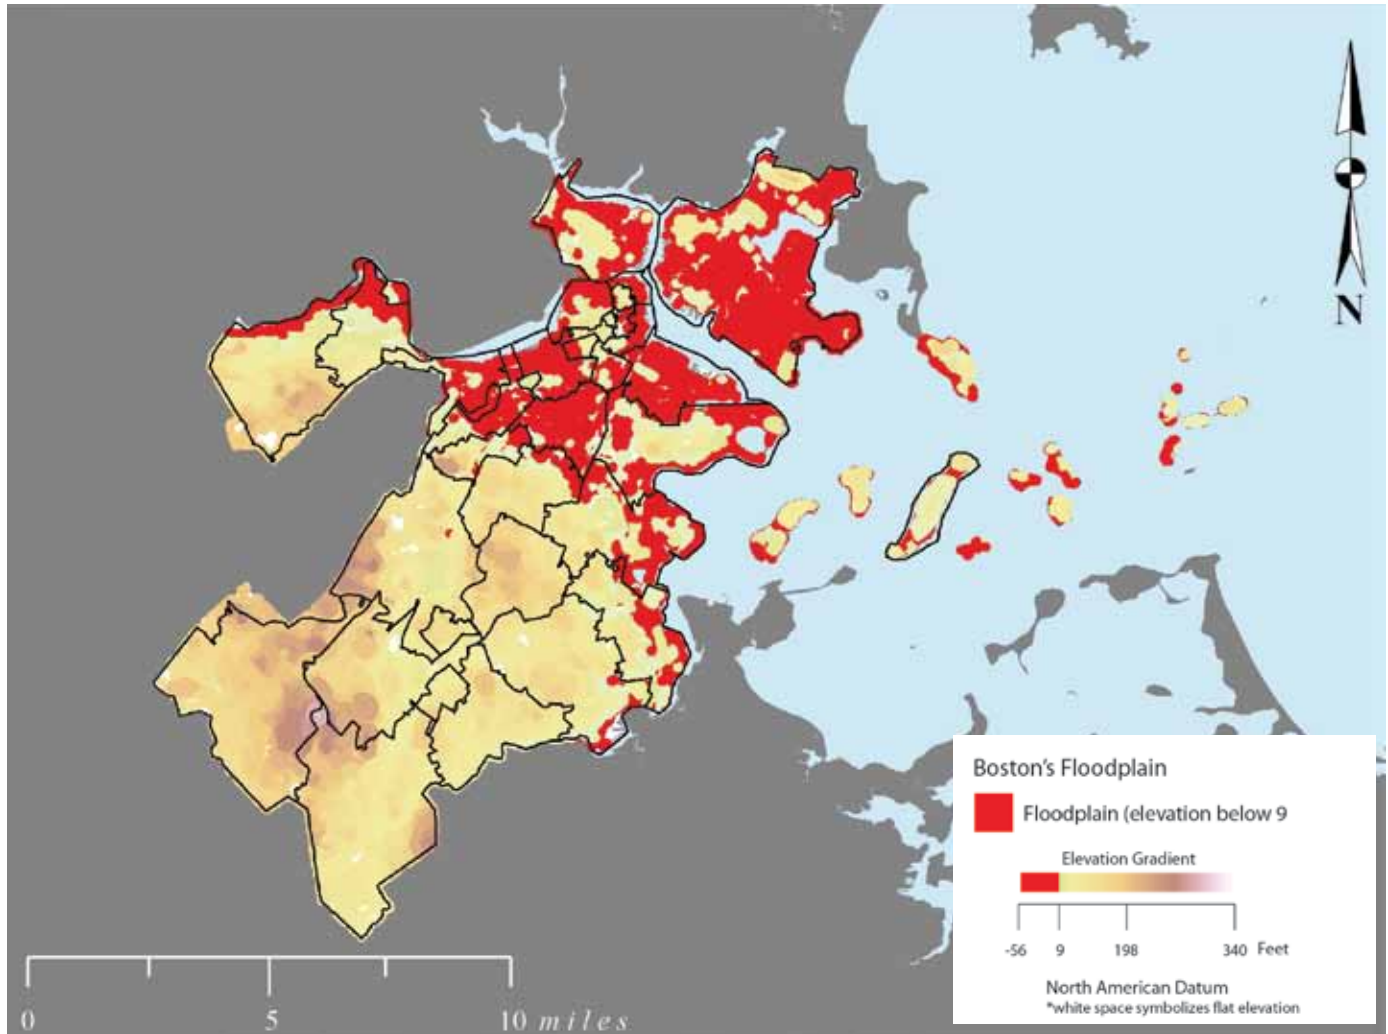 N
Boston's Floodplain
Floodplain (elevation below 9
Elevation Gradient
-56 9 198 340 Feet
North American Datum
*white space symbolizes flat elevation
0 5 10 miles